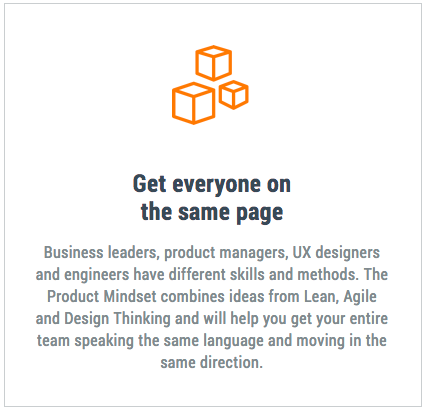 Get everyone on
the same page
Business leaders, product managers, UX designers
and engineers have different skills and methods. The
Product Mindset combines ideas from Lean, Agile
and Design Thinking and will help you get your entire
team speaking the same language and moving in the
same direction.